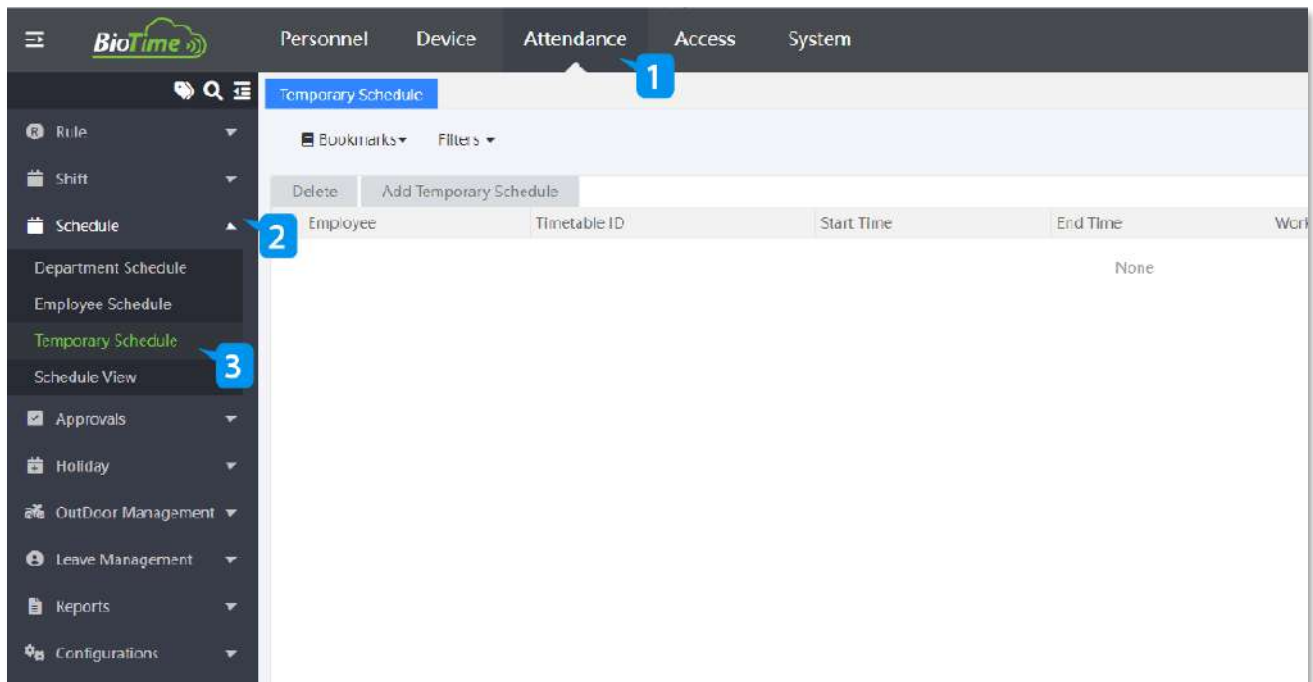 BioTime
Personnel Device Attendance Access System
1
Temporary Schedule
Rule
Bookmarks Filters
Shift
Delete Add Temporary Schedule
Schedule
2
Employee Timetable ID Start Time End Time Work
Department Schedule
None
Employee Schedule
Temporary Schedule
3
Schedule View
Approvals
Holiday
OutDoor Management
Leave Management
Reports
Configurations